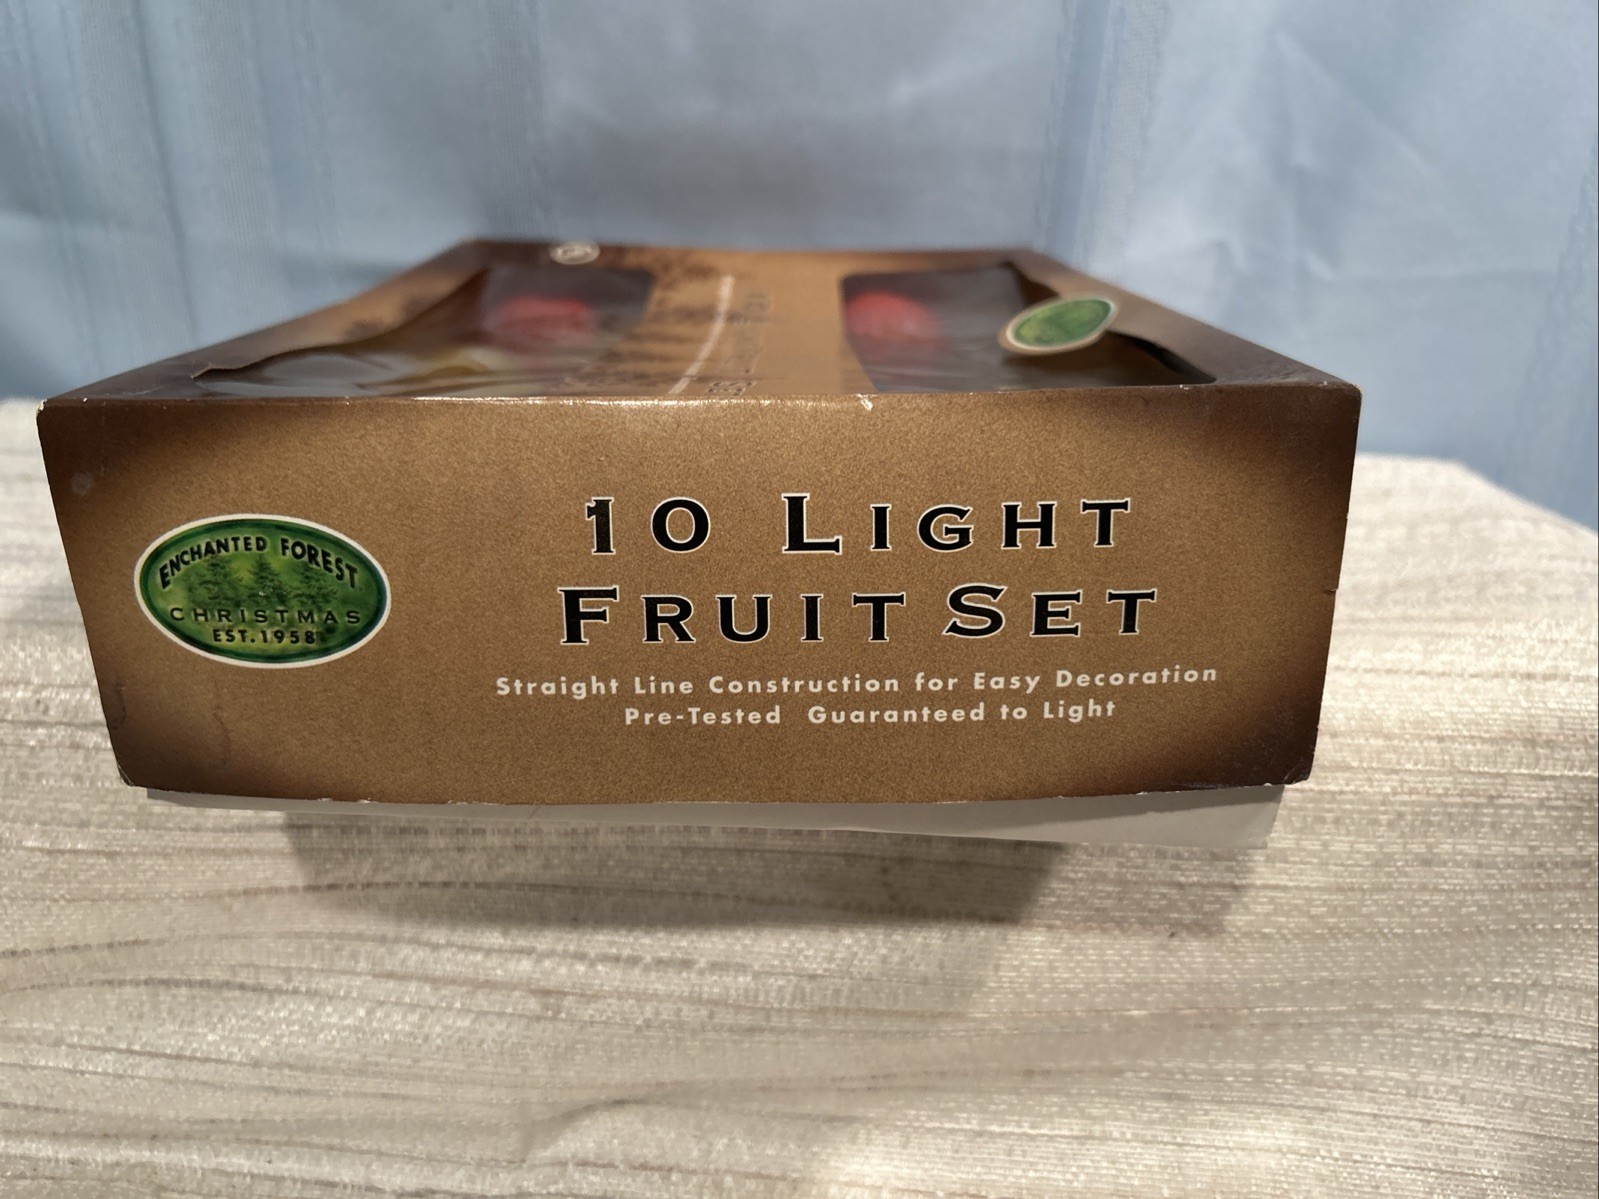 ENCHANTED FOREST
CHRISTMAS
EST. 1958
10 LIGHT
FRUIT SET
Straight Line Construction for Easy Decoration
Pre-Tested Guaranteed to Light